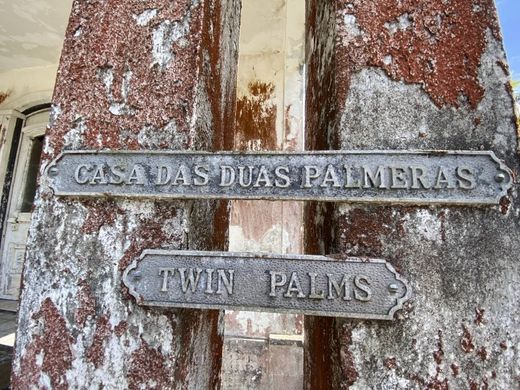 CASA DAS DUAS PALMERAS
TWIN PALMS